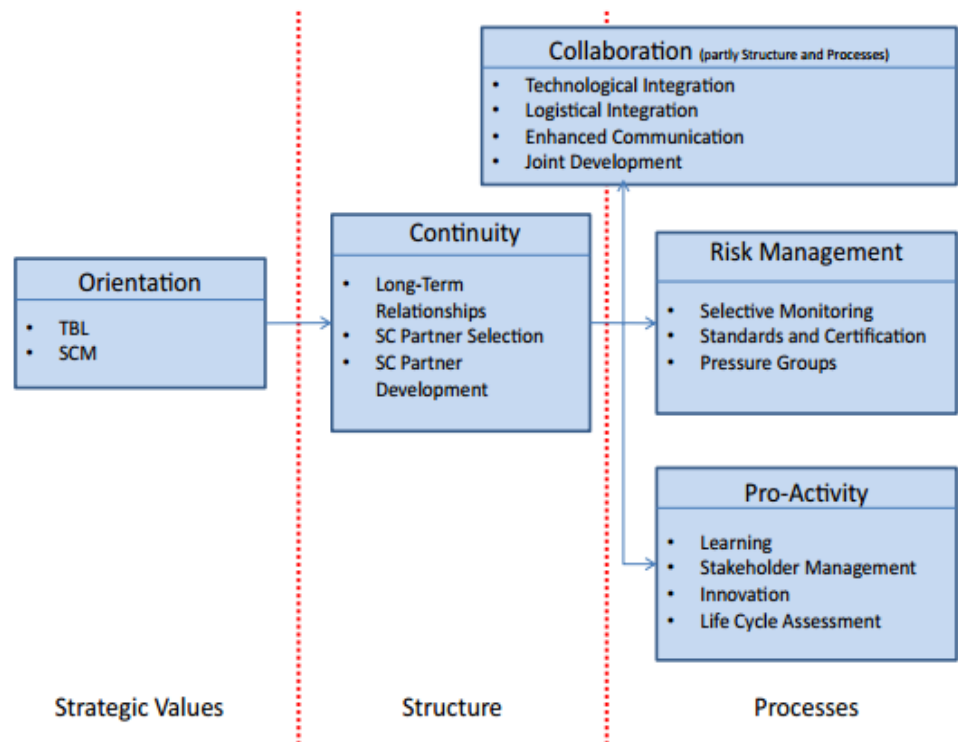 Collaboration (partly Structure and Processes)
• Technological Integration
• Logistical Integration
• Enhanced Communication
• Joint Development
Orientation
• TBL
• SCM
Continuity
• Long-Term
Relationships
• SC Partner Selection
• SC Partner
Development
Risk Management
• Selective Monitoring
• Standards and Certification
• Pressure Groups
Pro-Activity
• Learning
• Stakeholder Management
• Innovation
• Life Cycle Assessment
Strategic Values
Structure
Processes